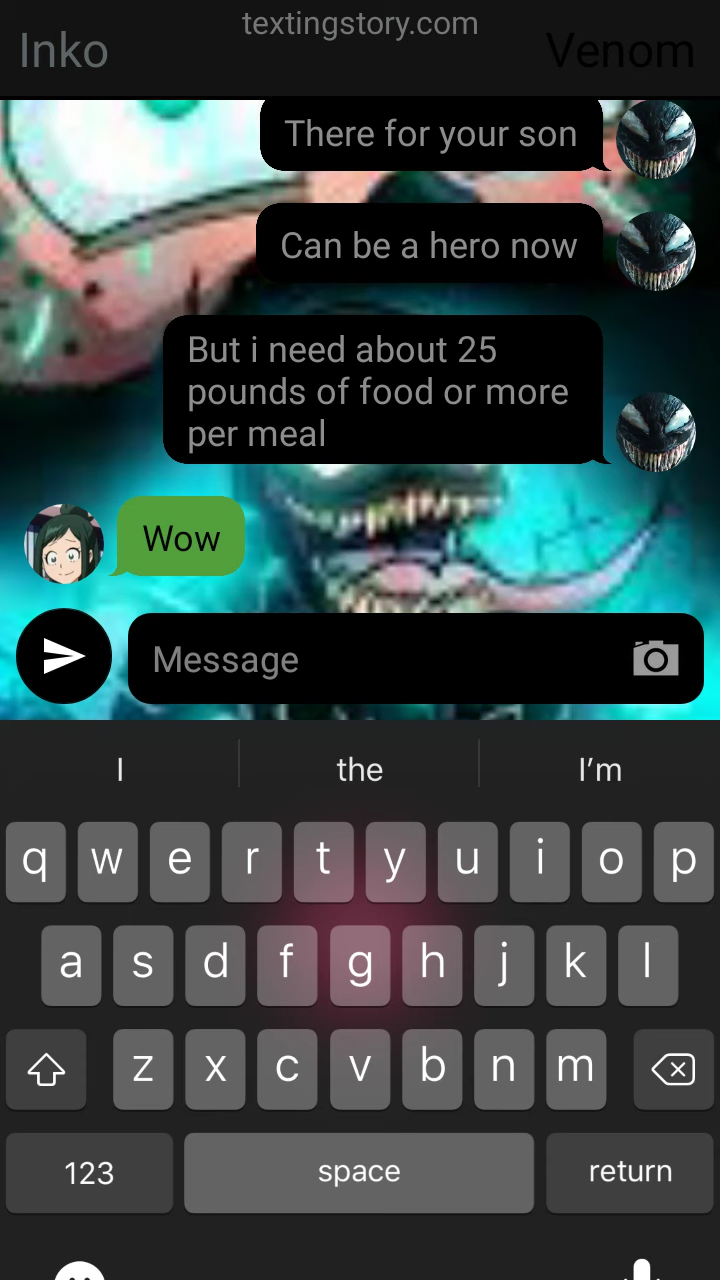 textingstory.com
Inko
Venom
There for your son
Can be a hero now
But i need about 25
pounds of food or more
per meal
Wow
Message
I the I’m
q w e r t y u i o p
a s d f g h j k l
z x c v b n m
123 space return